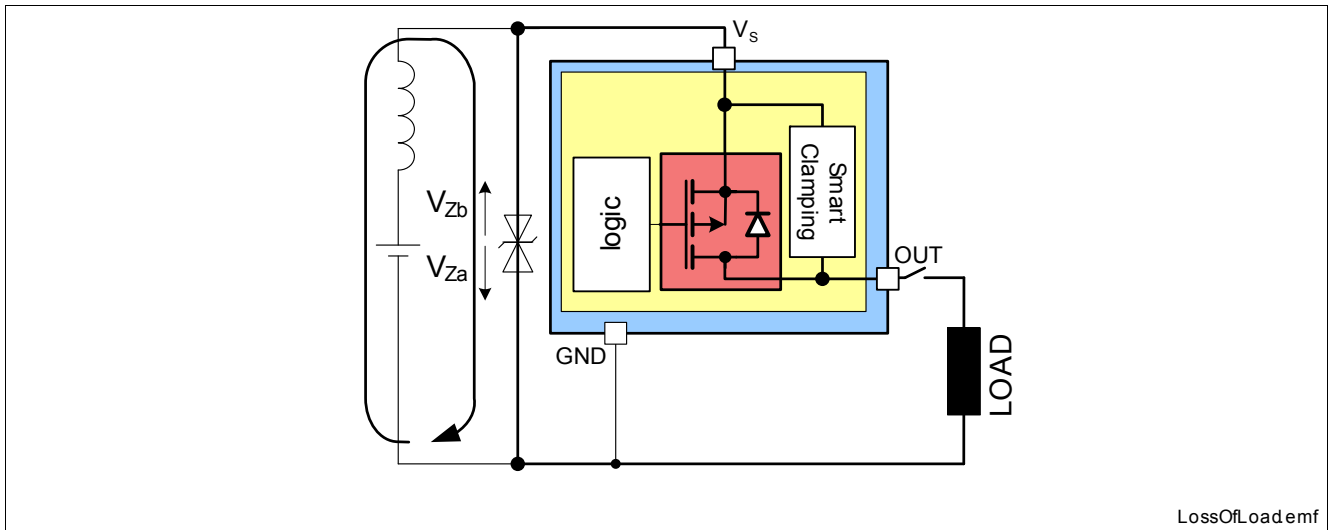 VS
VZb
VZa
logic
Smart
Clamping
OUT
GND
LOAD
LossOfLoad.emf